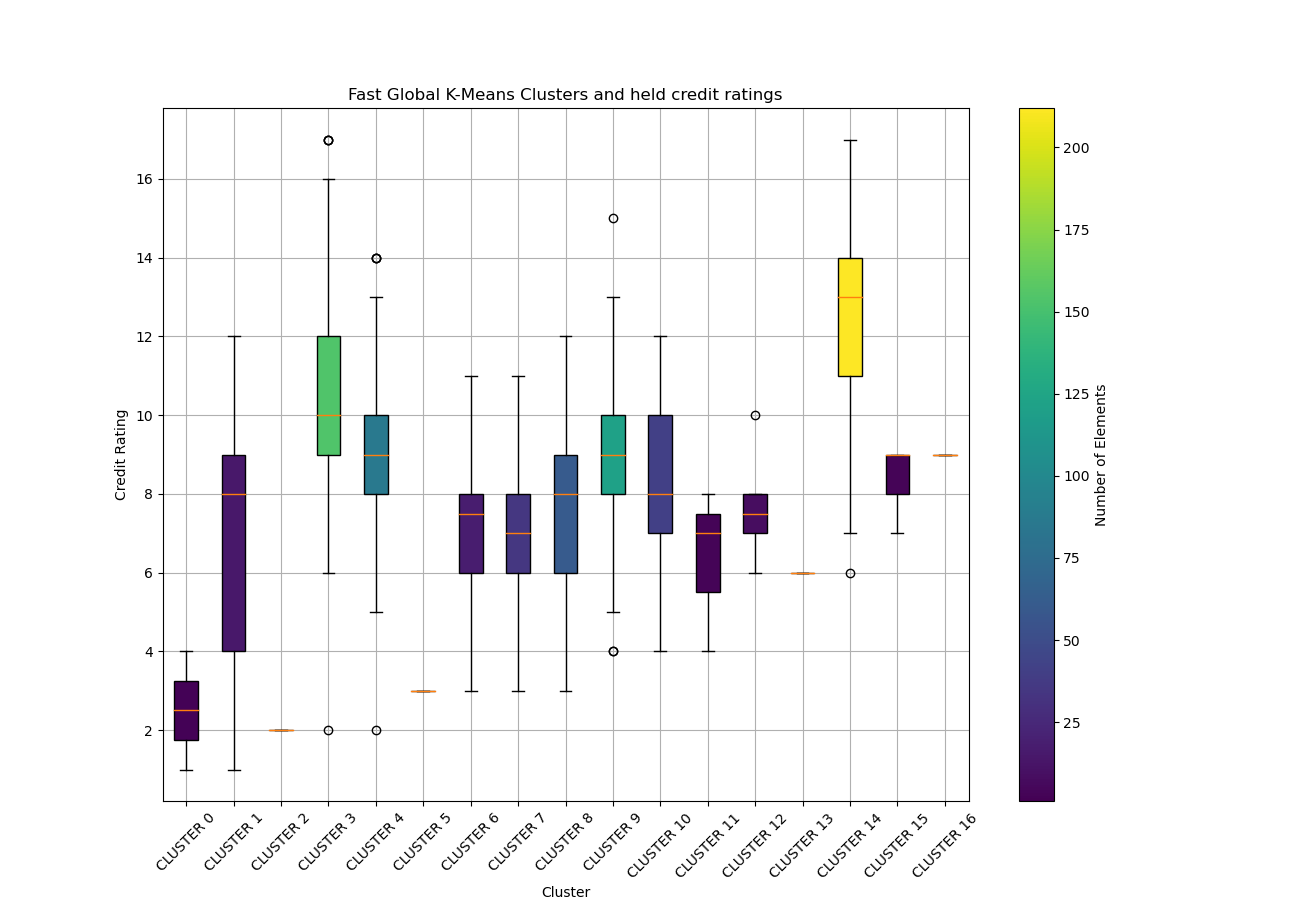 Fast Global K-Means Clusters and held credit ratings
Credit Rating
16
14
12
10
8
6
4
2
CLUSTER 0
CLUSTER 1
CLUSTER 2
CLUSTER 3
CLUSTER 4
CLUSTER 5
CLUSTER 6
CLUSTER 7
CLUSTER 8
CLUSTER 9
CLUSTER 10
CLUSTER 11
CLUSTER 12
CLUSTER 13
CLUSTER 14
CLUSTER 15
CLUSTER 16
Cluster
200
175
150
125
100
75
50
25
Number of Elements